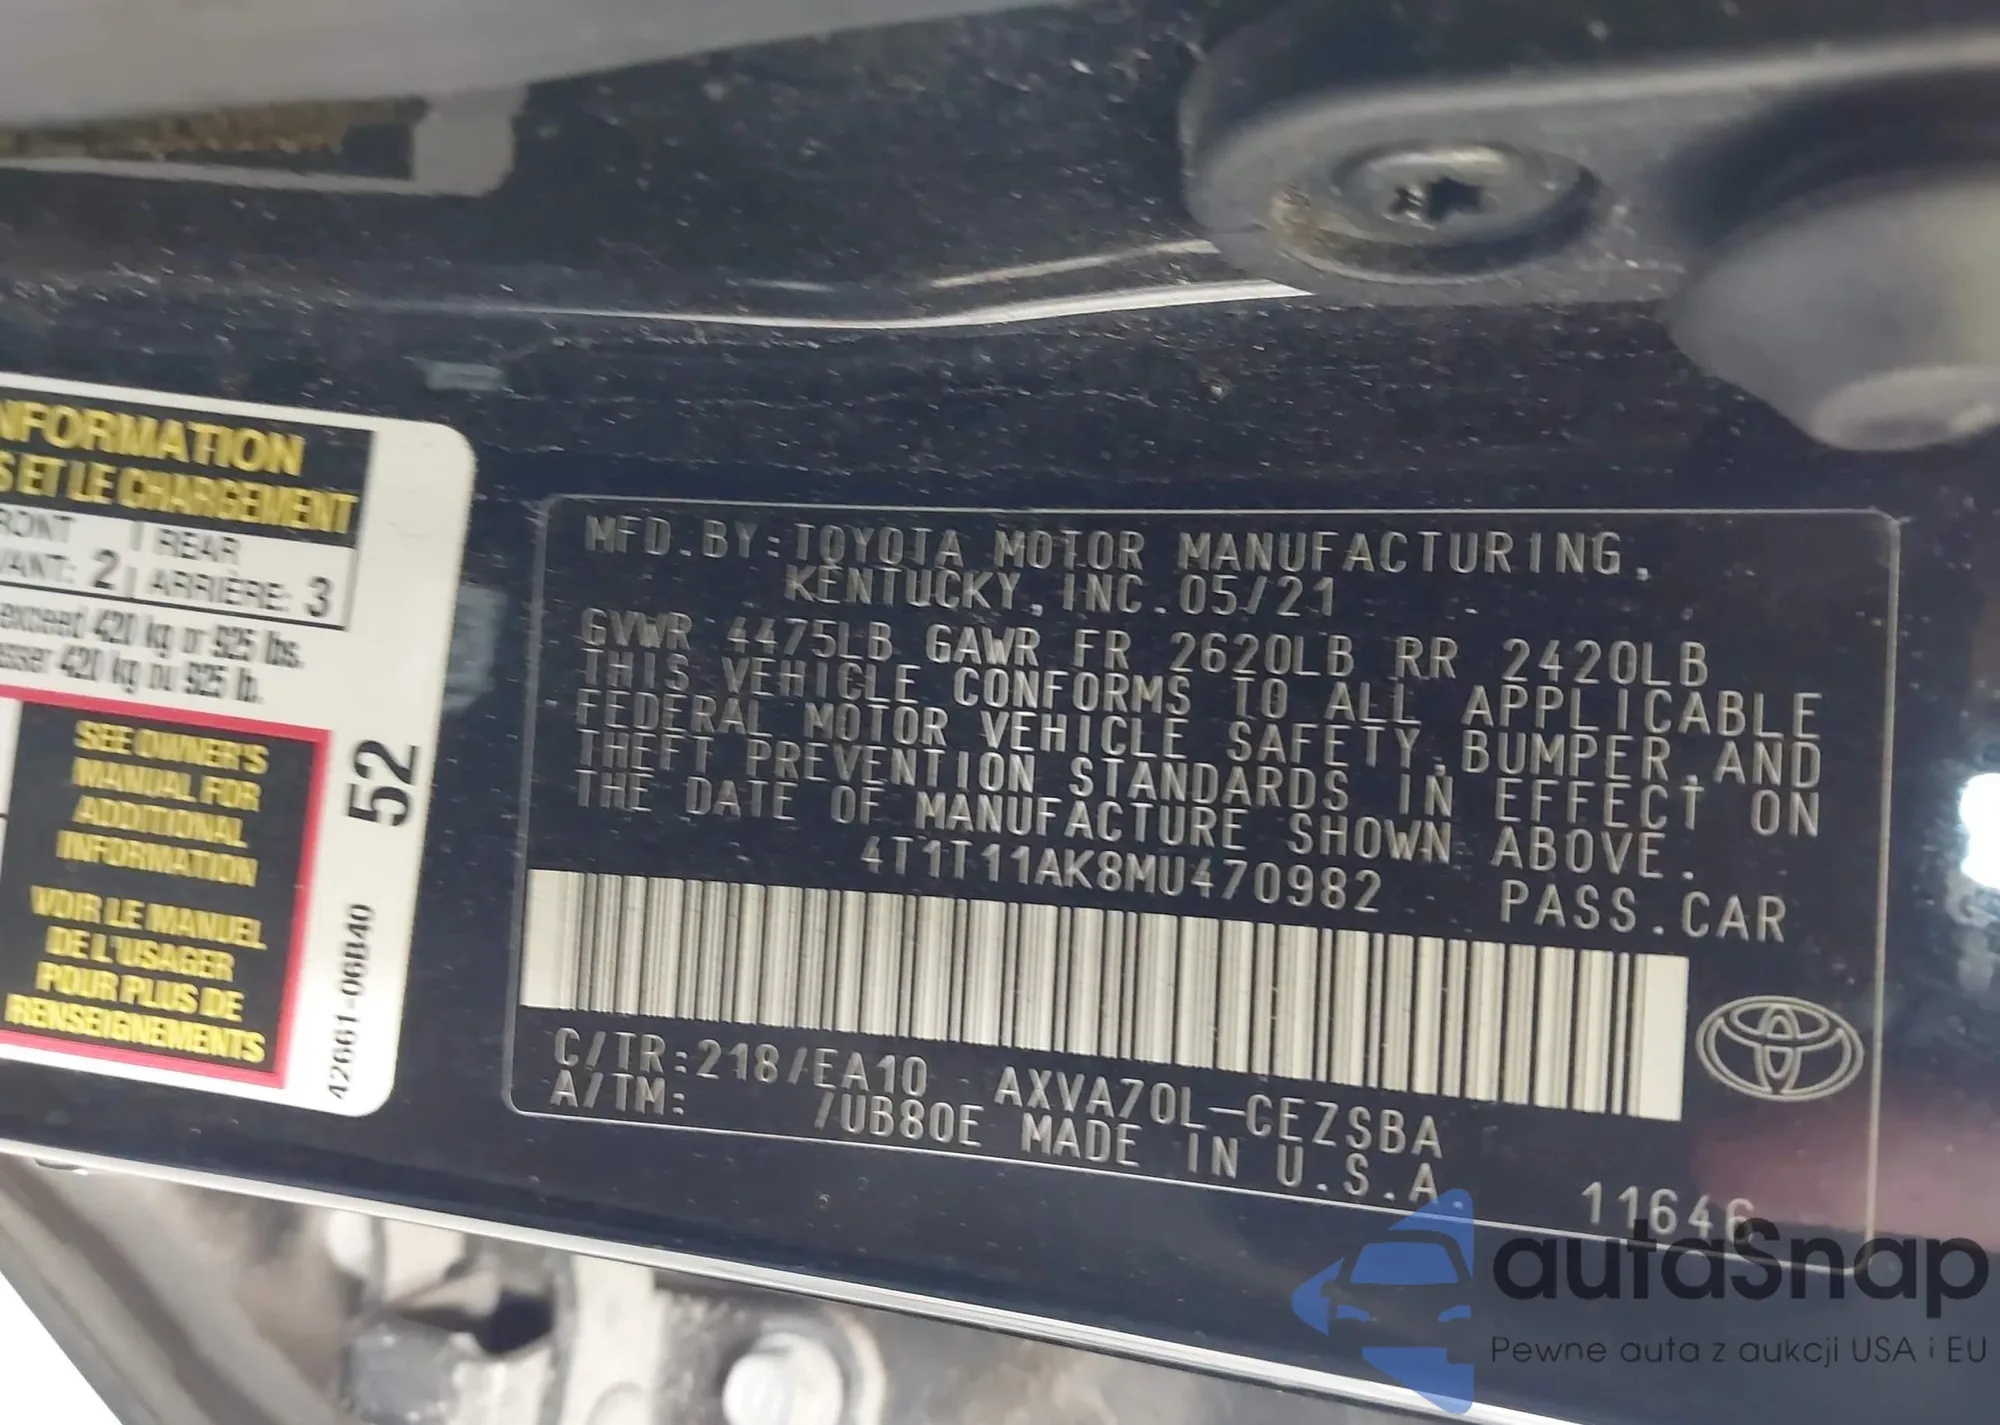 NFORMATION
S ET LE CHARGEMENT
RONT REAR
VANT: 2 ARRIÈRE: 3
exceed 420 kg or 925 lbs.
esser 420 kg ou 925 lb.
SEE OWNER'S
MANUAL FOR
ADDITIONAL
INFORMATION
VOIR LE MANUEL
DE L'USAGER
POUR PLUS DE
RENSEIGNEMENTS
52
42661-06B40
MFD.BY:TOYOTA MOTOR MANUFACTURING,
KENTUCKY, INC.05/21
GVWR 4475LB GAWR FR 2620LB RR 2420LB
THIS VEHICLE CONFORMS TO ALL APPLICABLE
FEDERAL MOTOR VEHICLE SAFETY,BUMPER,AND
THEFT PREVENTION STANDARDS IN EFFECT ON
THE DATE OF MANUFACTURE SHOWN ABOVE.
4T1T11AK8MU470982 PASS.CAR
C/TR:218/EA10 AXVA70L-CEZSBA
A/TM: /UB80E MADE IN U.S.A.
11646
autaSnap
Pewne auta z aukcji USA i EU